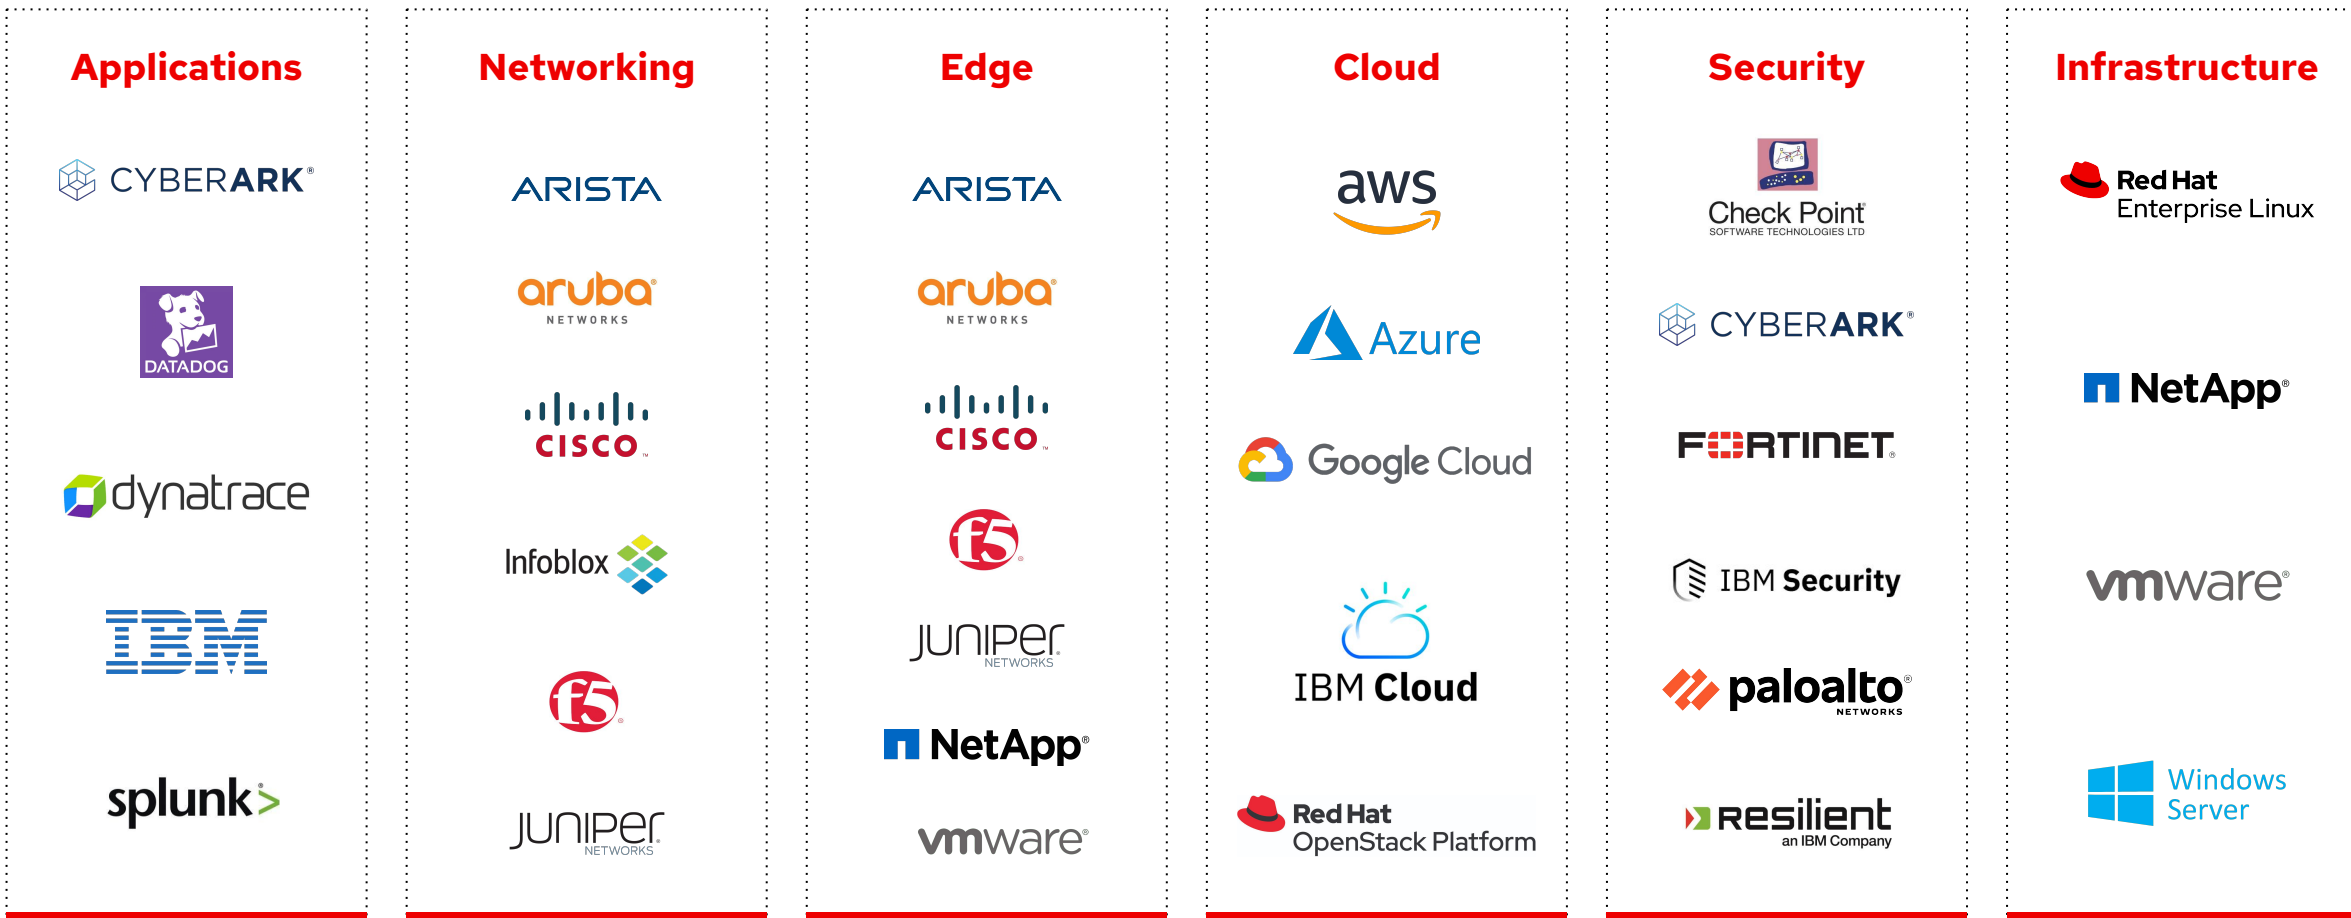 Applications
CYBERARK®
DATADOG
dynatrace
IBM
splunk>®
Networking
ARISTA
aruba®
NETWORKS
CISCO™
Infoblox
f5®
JUNIPER®
NETWORKS
Edge
ARISTA
aruba®
NETWORKS
CISCO™
f5®
JUNIPER®
NETWORKS
NetApp®
vmware®
Cloud
aws
Azure
Google Cloud
IBM Cloud
Red Hat
OpenStack Platform
Security
Check Point®
SOFTWARE TECHNOLOGIES LTD
CYBERARK®
FORTINET®
IBM Security
paloalto®
NETWORKS
Resilient
an IBM Company
Infrastructure
Red Hat
Enterprise Linux
NetApp®
vmware®
Windows
Server